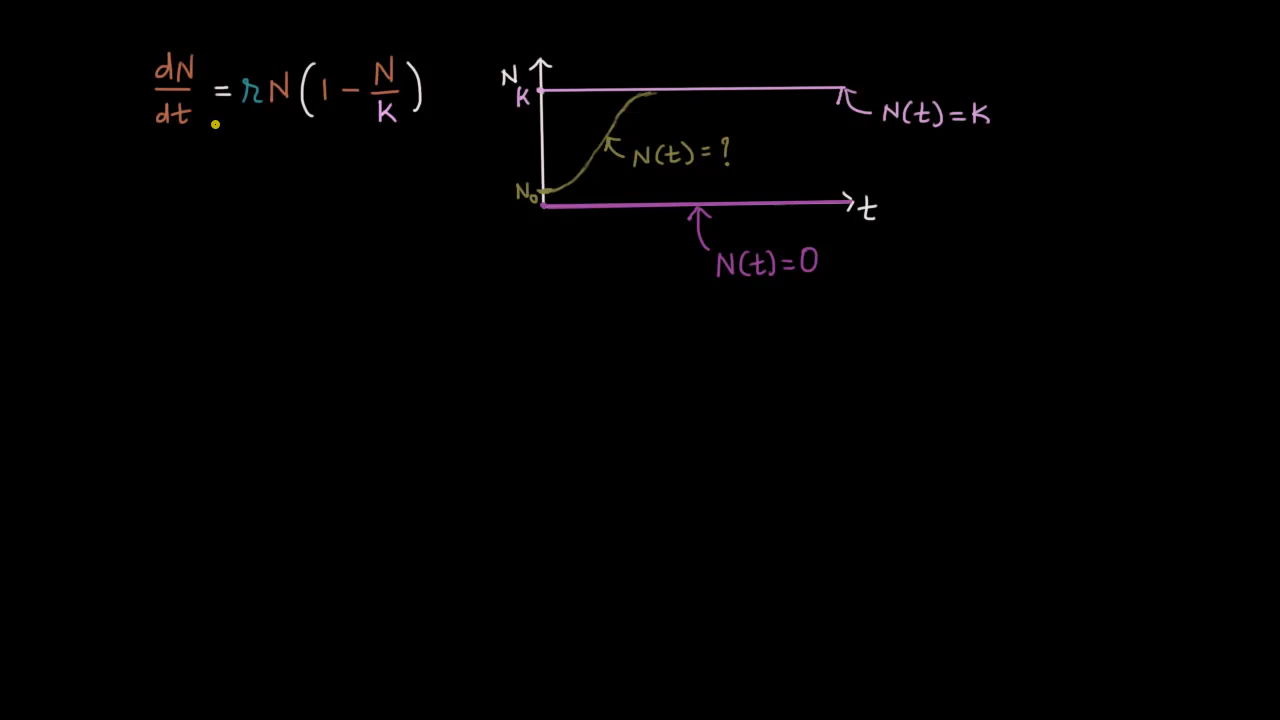 dN/dt = rN(1 - N/K)
N
K
N(t) = K
N(t) = ?
N₀
t
N(t) = 0